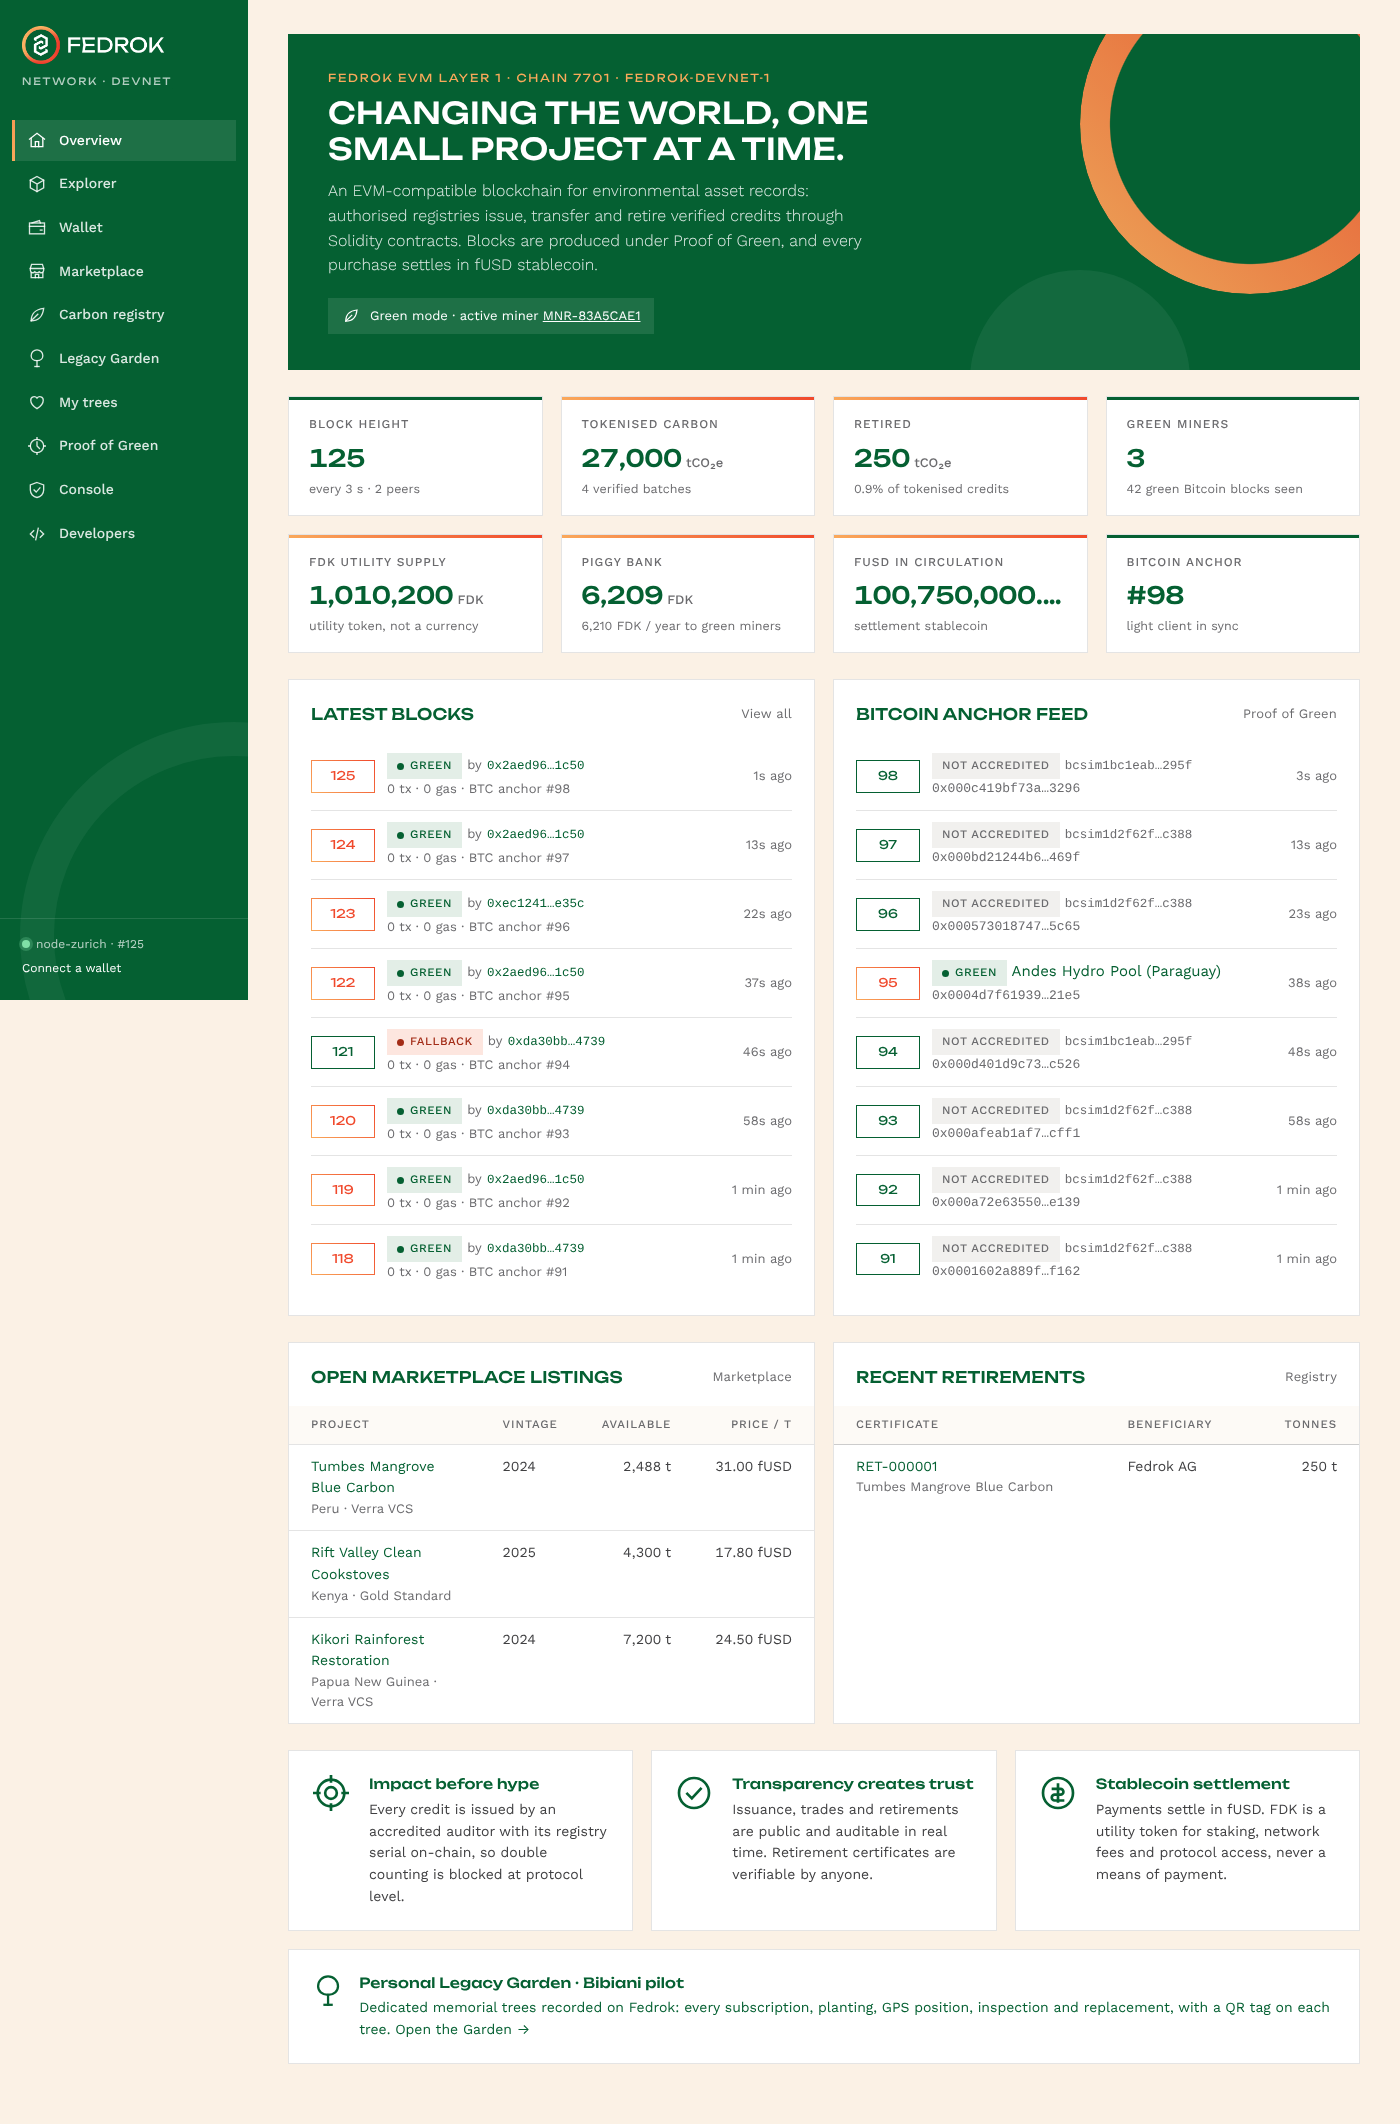 FEDROK
NETWORK · DEVNET
Overview
Explorer
Wallet
Marketplace
Carbon registry
Legacy Garden
My trees
Proof of Green
Console
Developers
node-zurich · #125
Connect a wallet
FEDROK EVM LAYER 1 · CHAIN 7701 · FEDROK-DEVNET-1
CHANGING THE WORLD, ONE
SMALL PROJECT AT A TIME.
An EVM-compatible blockchain for environmental asset records:
authorised registries issue, transfer and retire verified credits through
Solidity contracts. Blocks are produced under Proof of Green, and every
purchase settles in fUSD stablecoin.
Green mode · active miner MNR-83A5CAE1
BLOCK HEIGHT
125
every 3 s · 2 peers
TOKENISED CARBON
27,000 tCO₂e
4 verified batches
RETIRED
250 tCO₂e
0.9% of tokenised credits
GREEN MINERS
3
42 green Bitcoin blocks seen
FDK UTILITY SUPPLY
1,010,200 FDK
utility token, not a currency
PIGGY BANK
6,209 FDK
6,210 FDK / year to green miners
FUSD IN CIRCULATION
100,750,000....
settlement stablecoin
BITCOIN ANCHOR
#98
light client in sync
LATEST BLOCKS View all
125 GREEN by 0x2aed96…1c50 1s ago
0 tx · 0 gas · BTC anchor #98
124 GREEN by 0x2aed96…1c50 13s ago
0 tx · 0 gas · BTC anchor #97
123 GREEN by 0xec1241…e35c 22s ago
0 tx · 0 gas · BTC anchor #96
122 GREEN by 0x2aed96…1c50 37s ago
0 tx · 0 gas · BTC anchor #95
121 FALLBACK by 0xda30bb…4739 46s ago
0 tx · 0 gas · BTC anchor #94
120 GREEN by 0xda30bb…4739 58s ago
0 tx · 0 gas · BTC anchor #93
119 GREEN by 0x2aed96…1c50 1 min ago
0 tx · 0 gas · BTC anchor #92
118 GREEN by 0xda30bb…4739 1 min ago
0 tx · 0 gas · BTC anchor #91
BITCOIN ANCHOR FEED Proof of Green
98 NOT ACCREDITED bcsim1bc1eab…295f 3s ago
0x000c419bf73a…3296
97 NOT ACCREDITED bcsim1d2f62f…c388 13s ago
0x000bd21244b6…469f
96 NOT ACCREDITED bcsim1d2f62f…c388 23s ago
0x000573018747…5c65
95 GREEN Andes Hydro Pool (Paraguay) 38s ago
0x0004d7f61939…21e5
94 NOT ACCREDITED bcsim1bc1eab…295f 48s ago
0x000d401d9c73…c526
93 NOT ACCREDITED bcsim1d2f62f…c388 58s ago
0x000afeab1af7…cff1
92 NOT ACCREDITED bcsim1d2f62f…c388 1 min ago
0x000a72e63550…e139
91 NOT ACCREDITED bcsim1d2f62f…c388 1 min ago
0x0001602a889f…f162
OPEN MARKETPLACE LISTINGS Marketplace
PROJECT VINTAGE AVAILABLE PRICE / T
Tumbes Mangrove 2024 2,488 t 31.00 fUSD
Blue Carbon
Peru · Verra VCS
Rift Valley Clean 2025 4,300 t 17.80 fUSD
Cookstoves
Kenya · Gold Standard
Kikori Rainforest 2024 7,200 t 24.50 fUSD
Restoration
Papua New Guinea ·
Verra VCS
RECENT RETIREMENTS Registry
CERTIFICATE BENEFICIARY TONNES
RET-000001 Fedrok AG 250 t
Tumbes Mangrove Blue Carbon
Impact before hype
Every credit is issued by an
accredited auditor with its registry
serial on-chain, so double
counting is blocked at protocol
level.
Transparency creates trust
Issuance, trades and retirements
are public and auditable in real
time. Retirement certificates are
verifiable by anyone.
Stablecoin settlement
Payments settle in fUSD. FDK is a
utility token for staking, network
fees and protocol access, never a
means of payment.
Personal Legacy Garden · Bibiani pilot
Dedicated memorial trees recorded on Fedrok: every subscription, planting, GPS position, inspection and replacement, with a QR tag on each
tree. Open the Garden →